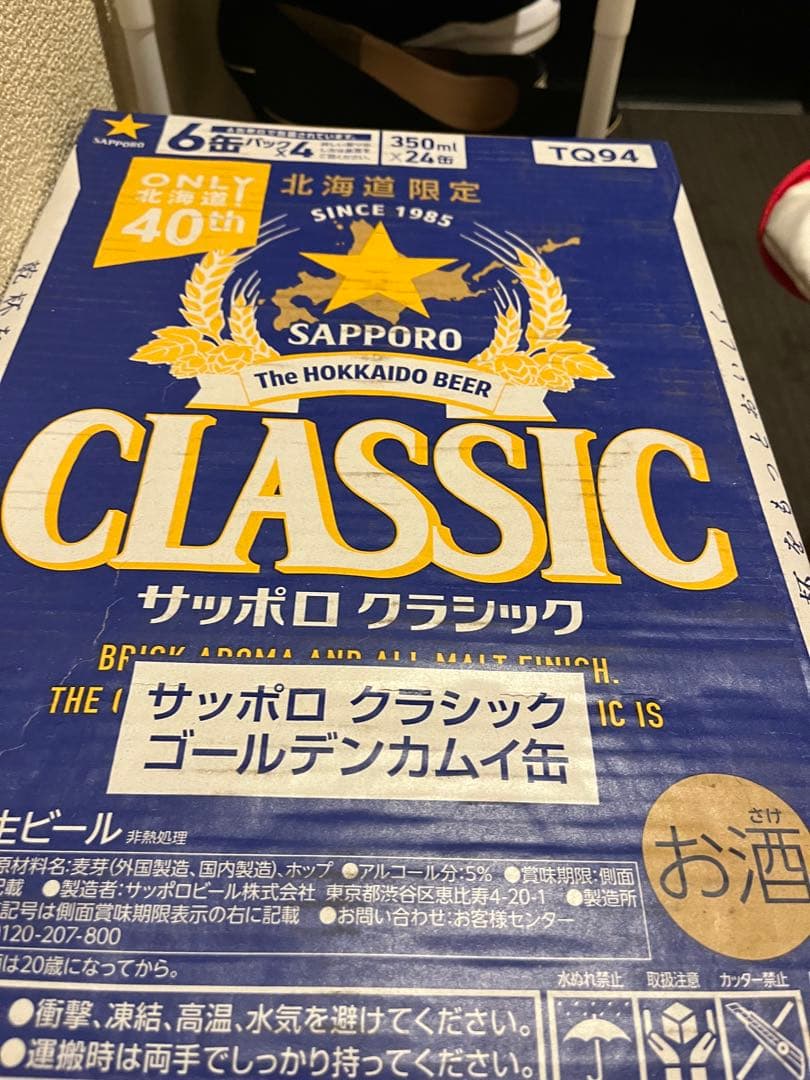 SAPPORO
6缶パック×4
350ml
×24缶
TQ94
ONLY
北海道!
40th
北海道限定
SINCE 1985
SAPPORO
The HOKKAIDO BEER
CLASSIC
サッポロ クラシック
BRISK AROMA AND ALL MALT FINISH.
THE
IC IS
サッポロ クラシック
ゴールデンカムイ缶
生ビール 非熱処理
さけ
お酒
原材料名:麦芽(外国製造、国内製造)、ホップ ●アルコール分:5% ●賞味期限:側面
記載 ●製造者:サッポロビール株式会社 東京都渋谷区恵比寿4-20-1 ●製造所
記号は側面賞味期限表示の右に記載 ●お問い合わせ:お客様センター
0120-207-800
は20歳になってから。
水ぬれ禁止 取扱注意 カッター禁止
●衝撃、凍結、高温、水気を避けてください。
●運搬時は両手でしっかり持ってください。